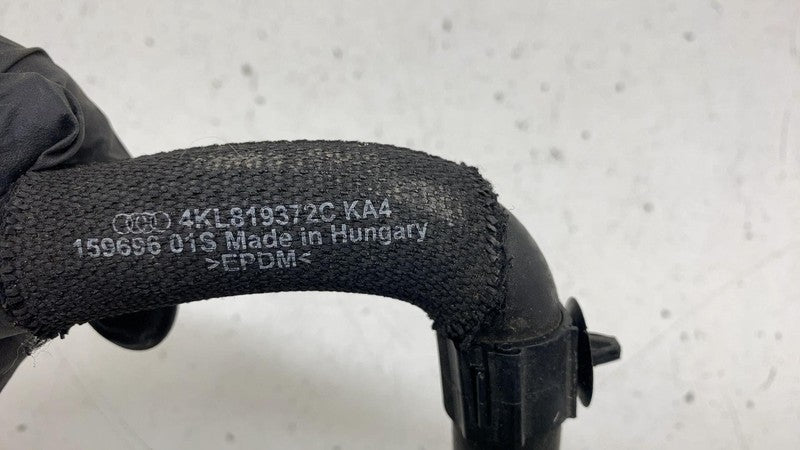 4KL819372C KA4
159696 01S Made in Hungary
>EPDM<